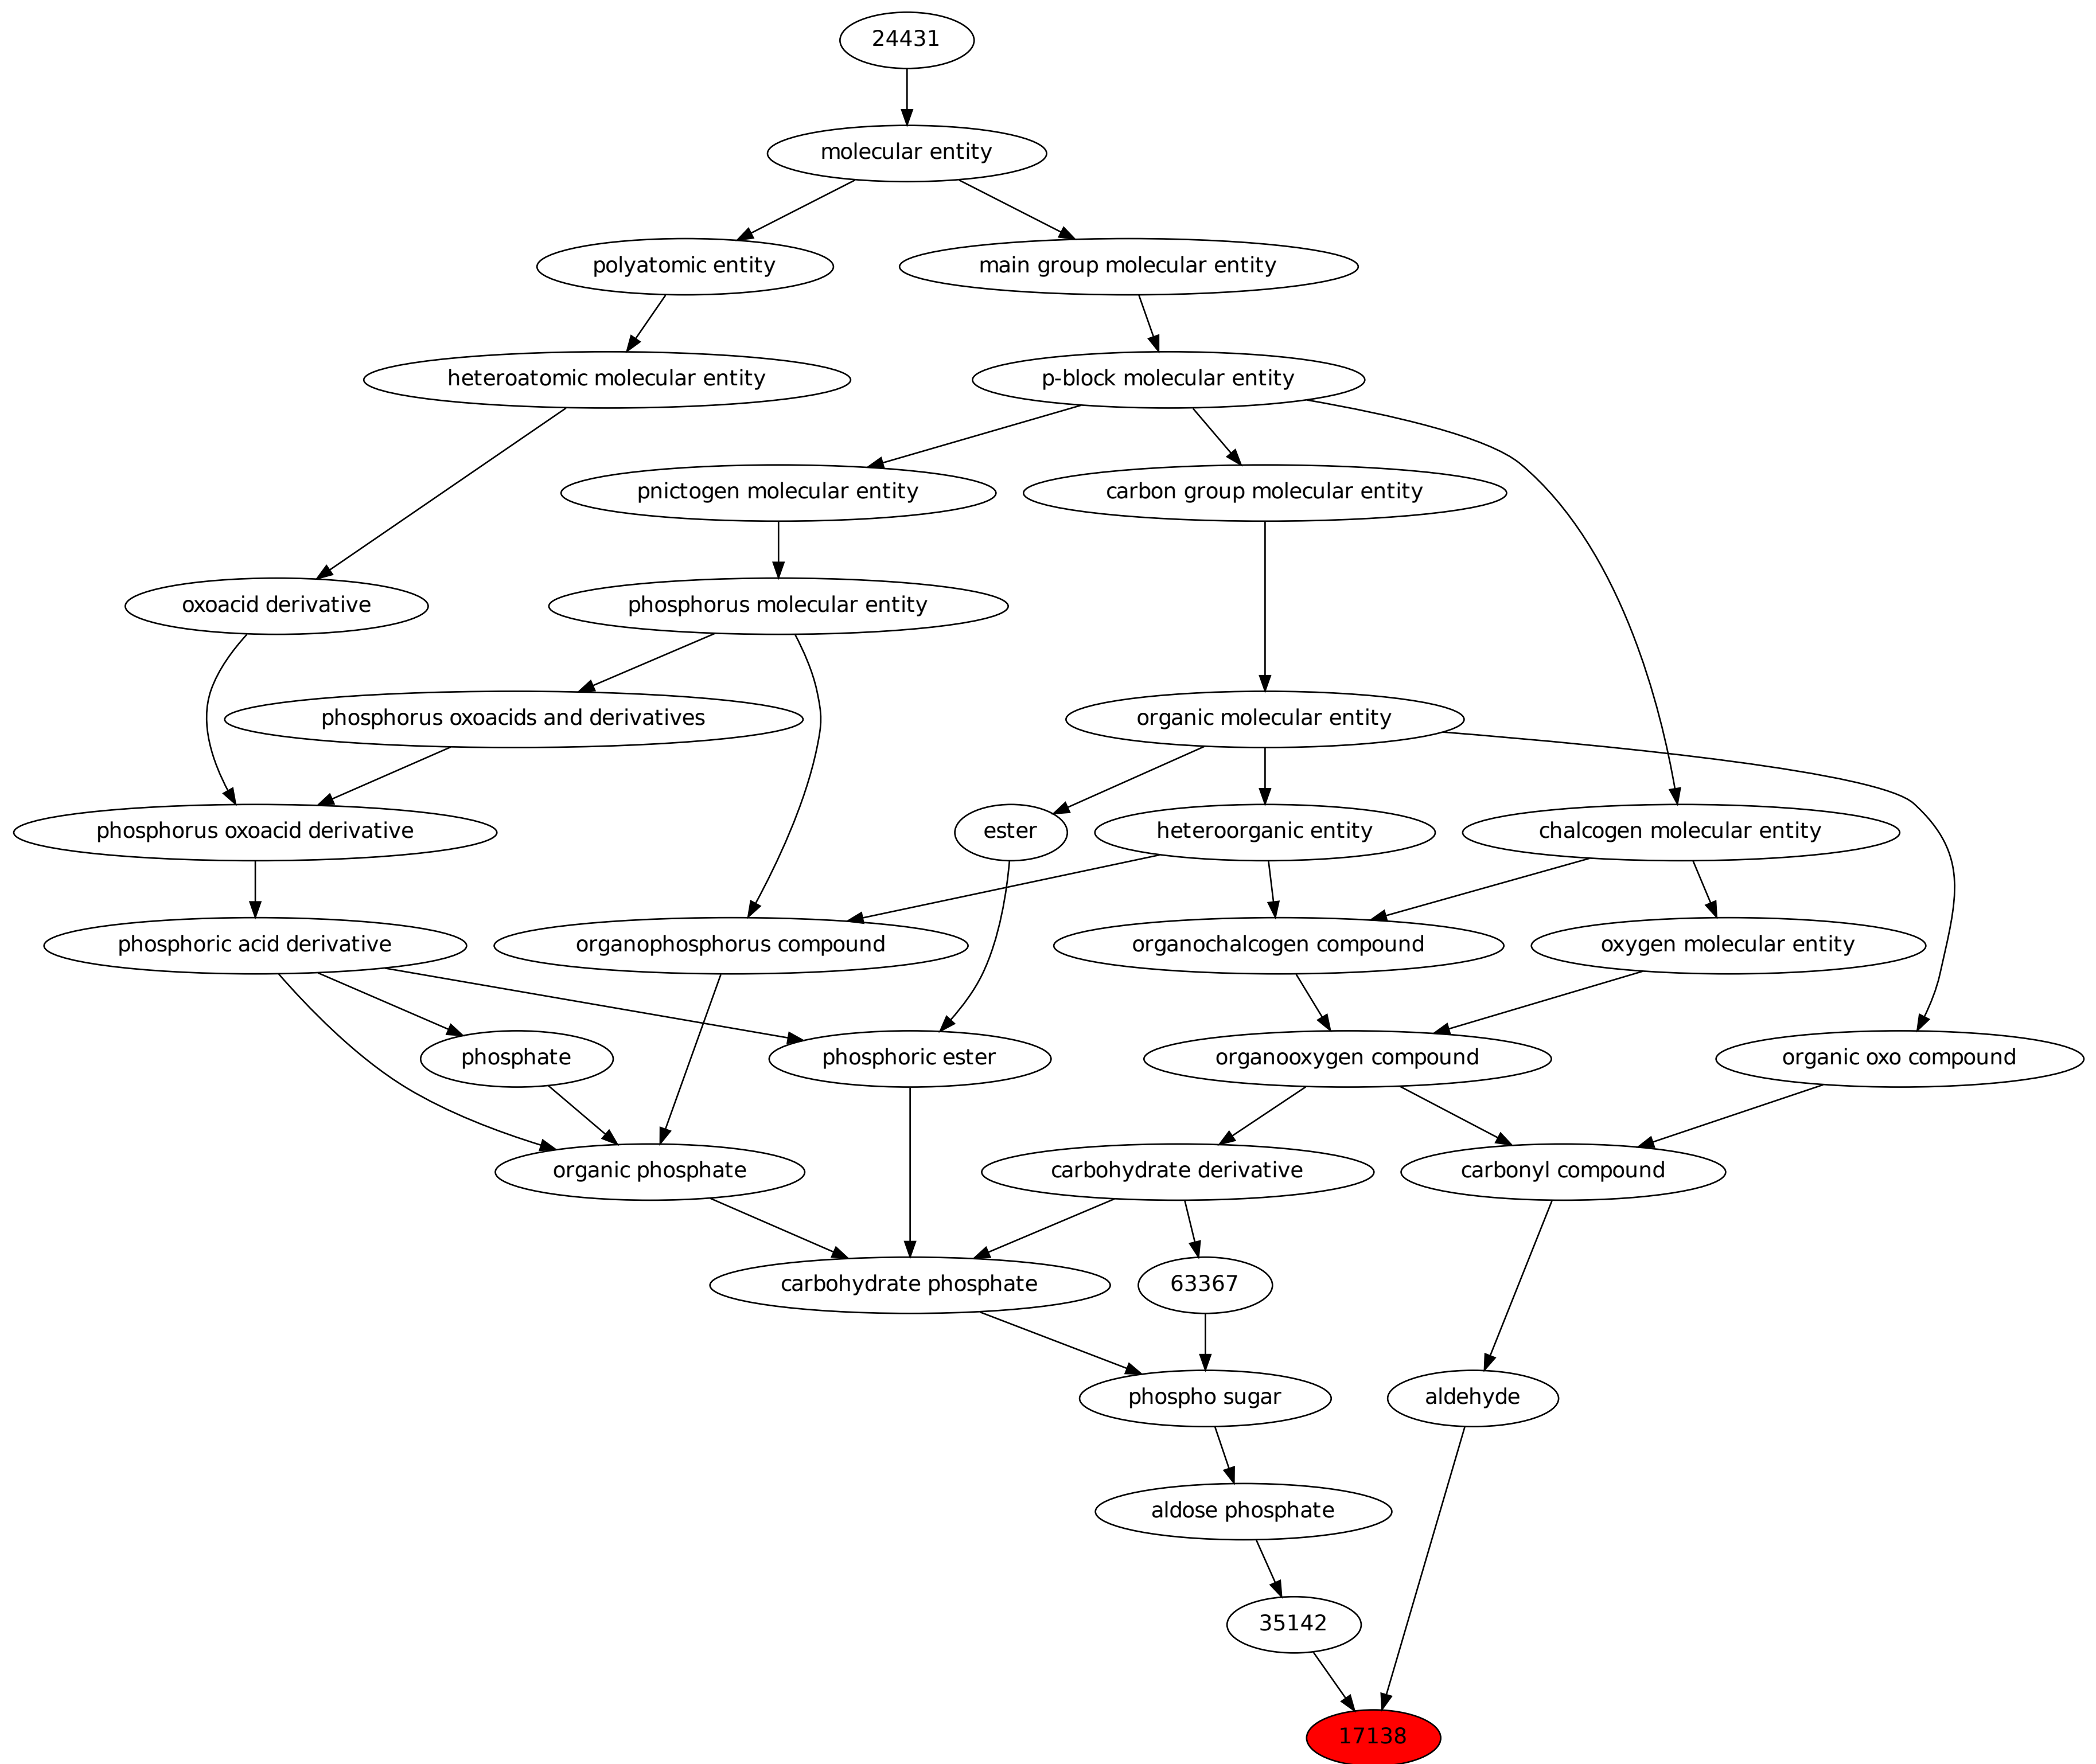 24431
molecular entity
polyatomic entity
main group molecular entity
heteroatomic molecular entity
p-block molecular entity
pnictogen molecular entity
carbon group molecular entity
oxoacid derivative
phosphorus molecular entity
phosphorus oxoacids and derivatives
organic molecular entity
phosphorus oxoacid derivative
ester
heteroorganic entity
chalcogen molecular entity
phosphoric acid derivative
organophosphorus compound
organochalcogen compound
oxygen molecular entity
phosphate
phosphoric ester
organooxygen compound
organic oxo compound
organic phosphate
carbohydrate derivative
carbonyl compound
carbohydrate phosphate
63367
phospho sugar
aldehyde
aldose phosphate
35142
17138